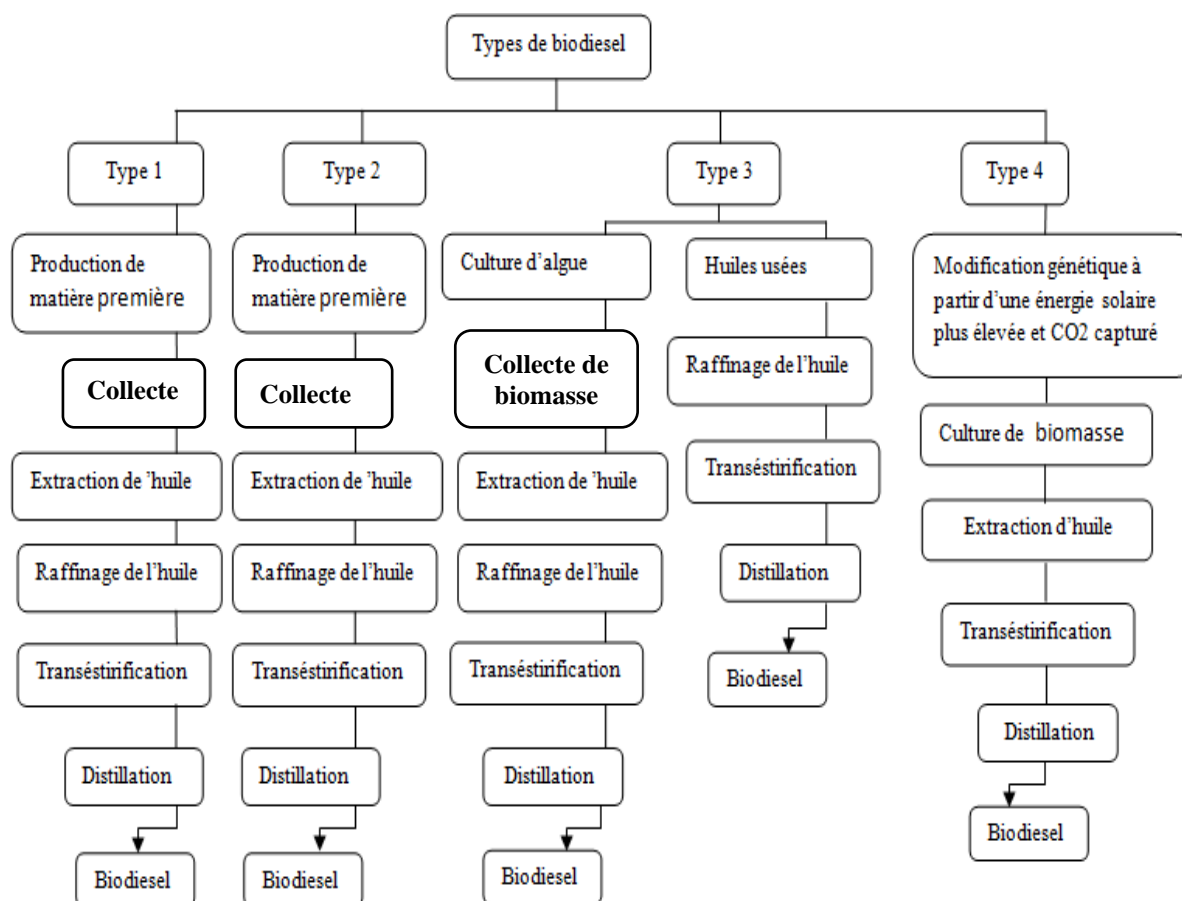 Types de biodiesel
Type 1
Type 2
Type 3
Type 4
Production de
matière première
Production de
matière première
Culture d'algue
Huiles usées
Modification génétique à
partir d'une énergie solaire
plus élevée et CO2 capturé
Collecte
Collecte
Collecte de
biomasse
Raffinage de l'huile
Culture de biomasse
Extraction de 'huile
Extraction de 'huile
Extraction de 'huile
Transéstirification
Extraction d'huile
Raffinage de l'huile
Raffinage de l'huile
Raffinage de l'huile
Distillation
Transéstirification
Transéstirification
Transéstirification
Transéstirification
Biodiesel
Distillation
Distillation
Distillation
Distillation
Biodiesel
Biodiesel
Biodiesel
Biodiesel